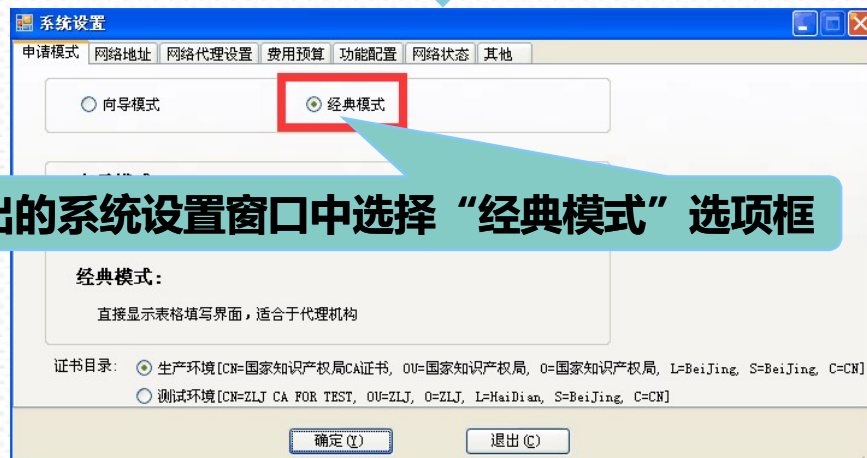 系统设置
申请模式 网络地址 网络代理设置 费用预算 功能配置 网络状态 其他
向导模式 经典模式
出的系统设置窗口中选择“经典模式”选项框
经典模式:
直接显示表格填写界面,适合于代理机构
证书目录: 生产环境[CN=国家知识产权局CA证书, OU=国家知识产权局, O=国家知识产权局, L=BeiJing, S=BeiJing, C=CN]
测试环境[CN=ZLJ CA FOR TEST, OU=ZLJ, O=ZLJ, L=HaiDian, S=BeiJing, C=CN]
确定(Y) 退出(C)